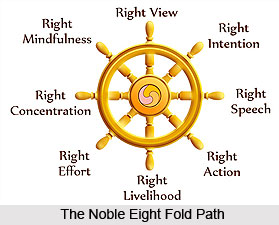 Right View
Right
Intention
Right
Speech
Right
Action
Right
Livelihood
Right
Effort
Right
Concentration
Right
Mindfulness
The Noble Eight Fold Path